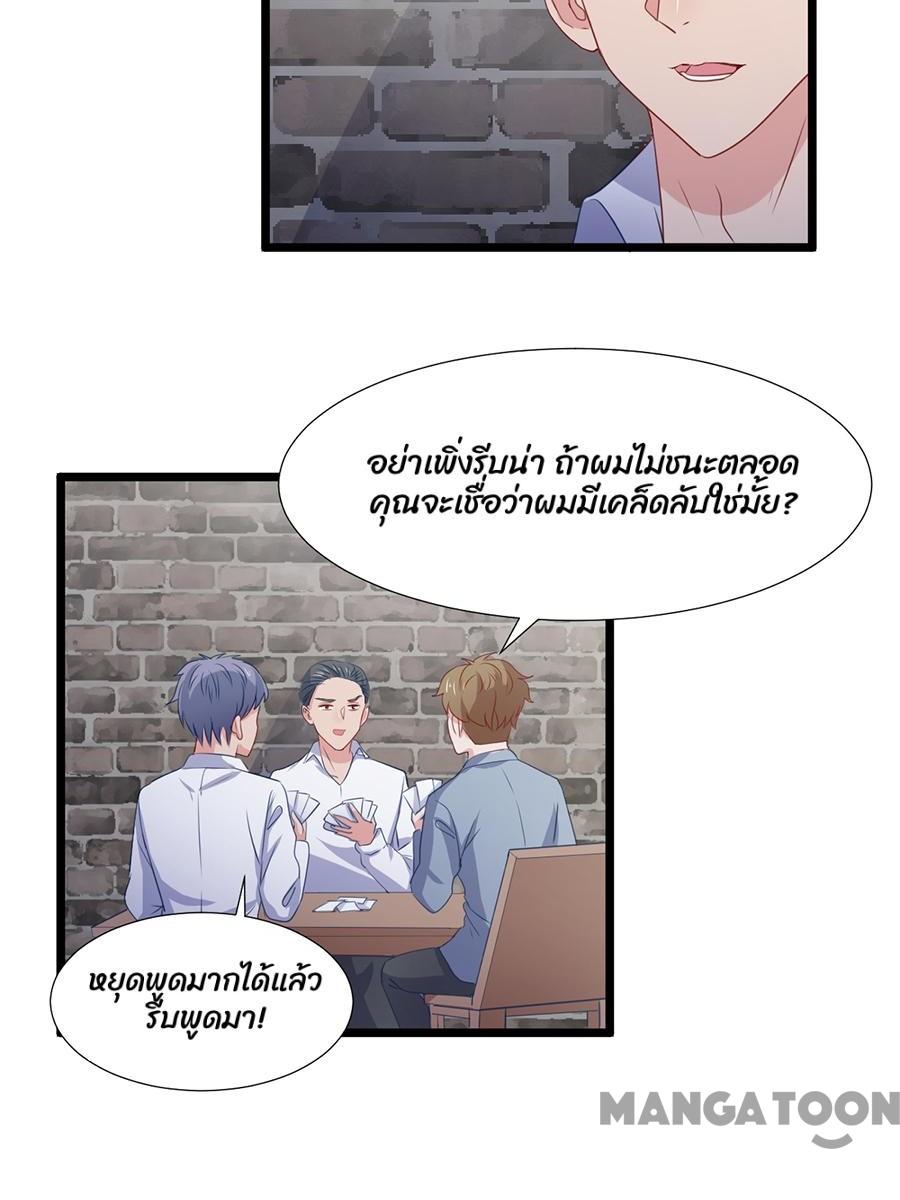 อย่าเพิ่งรีบน่า ถ้าผมไม่ชนะตลอด
คุณจะเชื่อว่าผมมีเคล็ดลับใช่มั้ย?
หยุดพูดมากได้แล้ว
รีบพูดมา!
MANGATOON